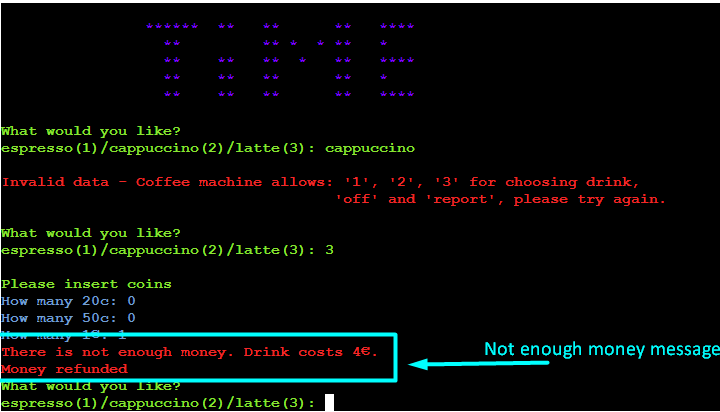 TIME
What would you like?
espresso(1)/cappuccino(2)/latte(3): cappuccino
Invalid data - Coffee machine allows: '1', '2', '3' for choosing drink,
'off' and 'report', please try again.
What would you like?
espresso(1)/cappuccino(2)/latte(3): 3
Please insert coins
How many 20c: 0
How many 50c: 0
How many 1€: 1
There is not enough money. Drink costs 4€.
Not enough money message
Money refunded
What would you like?
espresso(1)/cappuccino(2)/latte(3):